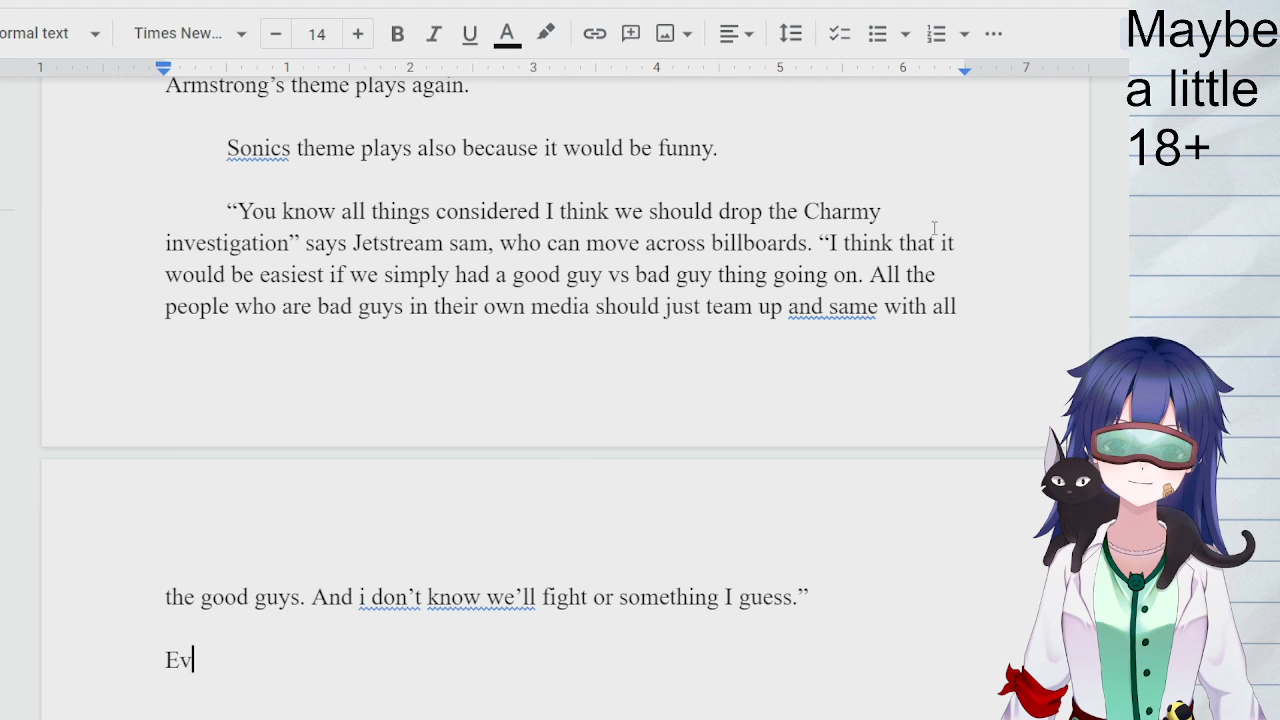 ormal text
Times New...
14
B I U A
1 1 2 3 4 5 6 7
Armstrong’s theme plays again.
Sonics theme plays also because it would be funny.
“You know all things considered I think we should drop the Charmy
investigation” says Jetstream sam, who can move across billboards. “I think that it
would be easiest if we simply had a good guy vs bad guy thing going on. All the
people who are bad guys in their own media should just team up and same with all
the good guys. And i don’t know we’ll fight or something I guess.”
Ev
Maybe
a little
18+